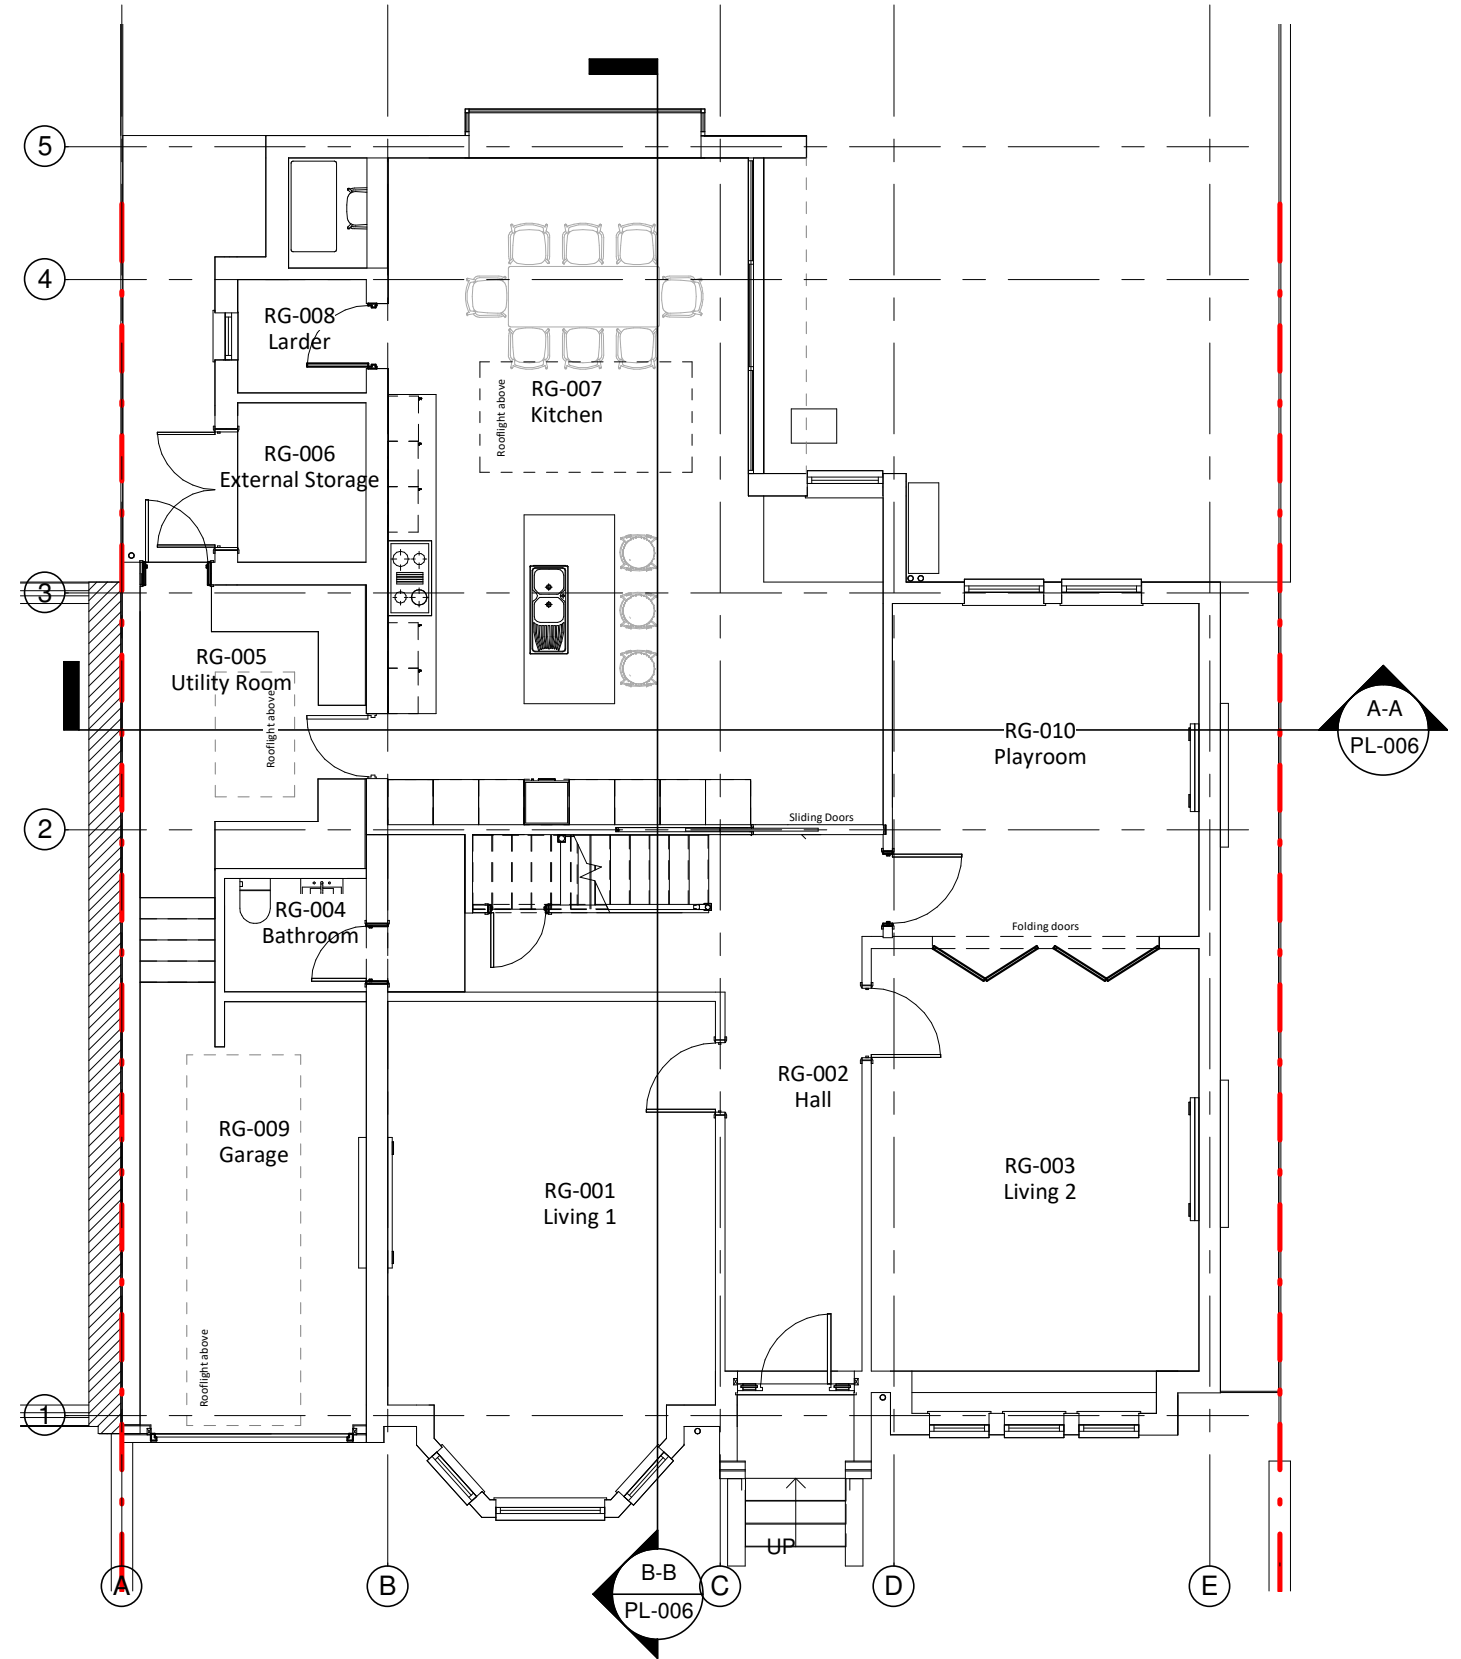 5
4
RG-008
Larder
RG-007
Kitchen
Rooflight above
RG-006
External Storage
3
RG-005
Utility Room
Rooflight above
RG-010
Playroom
A-A
PL-006
2
Sliding Doors
RG-004
Bathroom
Folding doors
RG-002
Hall
RG-009
Garage
RG-003
Living 2
RG-001
Living 1
Rooflight above
1
UP
A
B
B-B
PL-006
C
D
E